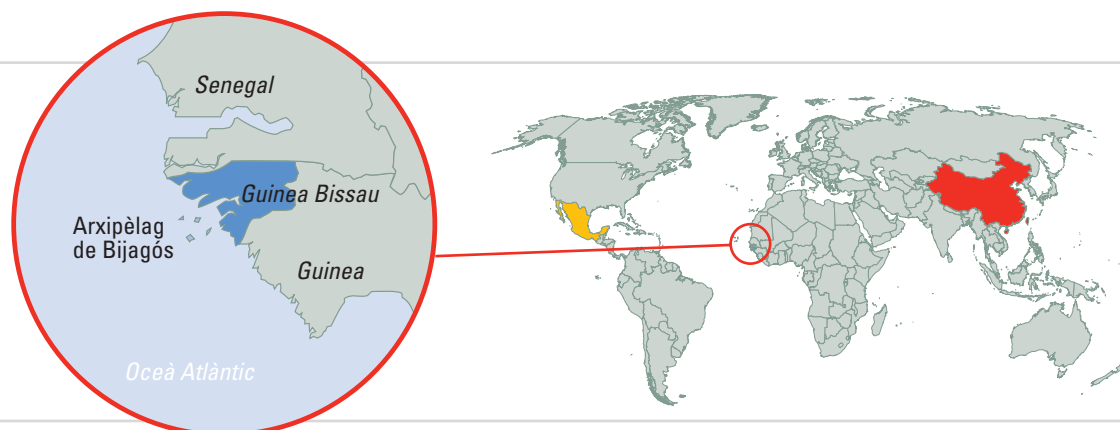 Senegal
Guinea Bissau
Arxipèlag
de Bijagós
Guinea
Oceà Atlàntic